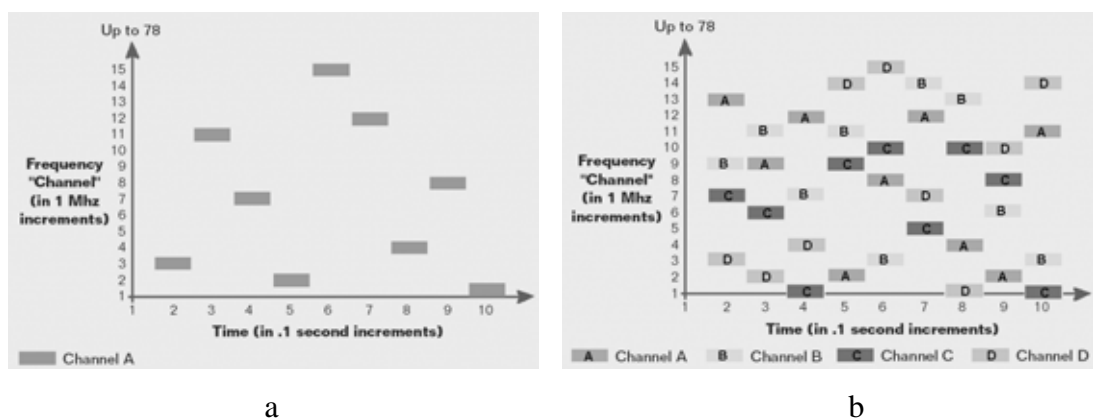 Up to 78
15
14
13
12
11
10
9
8
7
6
5
4
3
2
1
Frequency
"Channel"
(in 1 Mhz
increments)
1 2 3 4 5 6 7 8 9 10
Time (in .1 second increments)
Channel A
a
Up to 78
15 D
14 D B D
13 A B
12 A A
11 B B A
10 C C D
9 B A C
8 A C
7 C B D
6 C B
5 C
4 D A
3 D B B
2 D A A
1 C D C
Frequency
"Channel"
(in 1 Mhz
increments)
1 2 3 4 5 6 7 8 9 10
Time (in .1 second increments)
A Channel A B Channel B C Channel C D Channel D
b